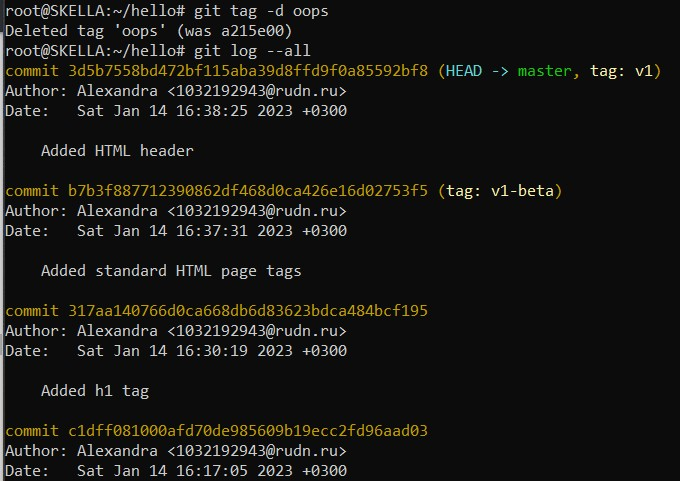 root@SKELLA:~/hello# git tag -d oops
Deleted tag 'oops' (was a215e00)
root@SKELLA:~/hello# git log --all
commit 3d5b7558bd472bf115aba39d8ffd9f0a85592bf8 (HEAD -> master, tag: v1)
Author: Alexandra <1032192943@rudn.ru>
Date:   Sat Jan 14 16:38:25 2023 +0300

    Added HTML header

commit b7b3f887712390862df468d0ca426e16d02753f5 (tag: v1-beta)
Author: Alexandra <1032192943@rudn.ru>
Date:   Sat Jan 14 16:37:31 2023 +0300

    Added standard HTML page tags

commit 317aa140766d0ca668db6d83623bdca484bcf195
Author: Alexandra <1032192943@rudn.ru>
Date:   Sat Jan 14 16:30:19 2023 +0300

    Added h1 tag

commit c1dff081000afd70de985609b19ecc2fd96aad03
Author: Alexandra <1032192943@rudn.ru>
Date:   Sat Jan 14 16:17:05 2023 +0300